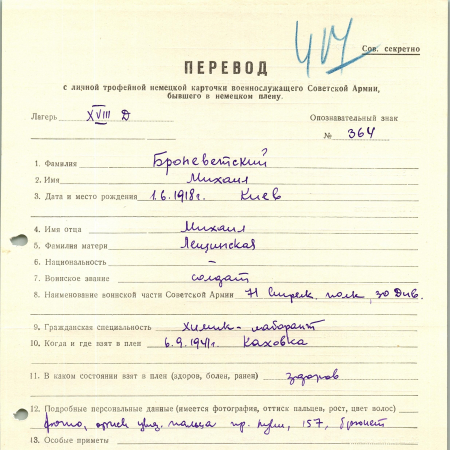 407
Сов. секретно
ПЕРЕВОД
с личной трофейной немецкой карточки военнослужащего Советской Армии,
бывшего в немецком плену.
Лагерь XVIII D Опознавательный знак
№ 364
1. Фамилия Броневетский
2. Имя Михаил
3. Дата и место рождения 1.6.1918г. Киев
4. Имя отца Михаил
5. Фамилия матери Лещинская
6. Национальность –
7. Воинское звание солдат
8. Наименование воинской части Советской Армии 71 Стрелк. полк, 30 Див.
9. Гражданская специальность химик-лаборант
10. Когда и где взят в плен 6.9.1941г. Каховка
11. В каком состоянии взят в плен (здоров, болен, ранен) здоров
12. Подробные персональные данные (имеется фотография, оттиск пальцев, рост, цвет волос)
фото, оттиск указ. пальца пр. руки, 157, брюнет
13. Особые приметы